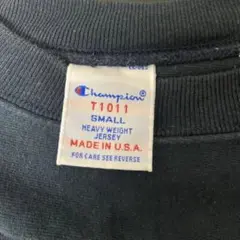 Champion
T1011
SMALL
HEAVY WEIGHT
JERSEY
MADE IN U.S.A.
FOR CARE SEE REVERSE